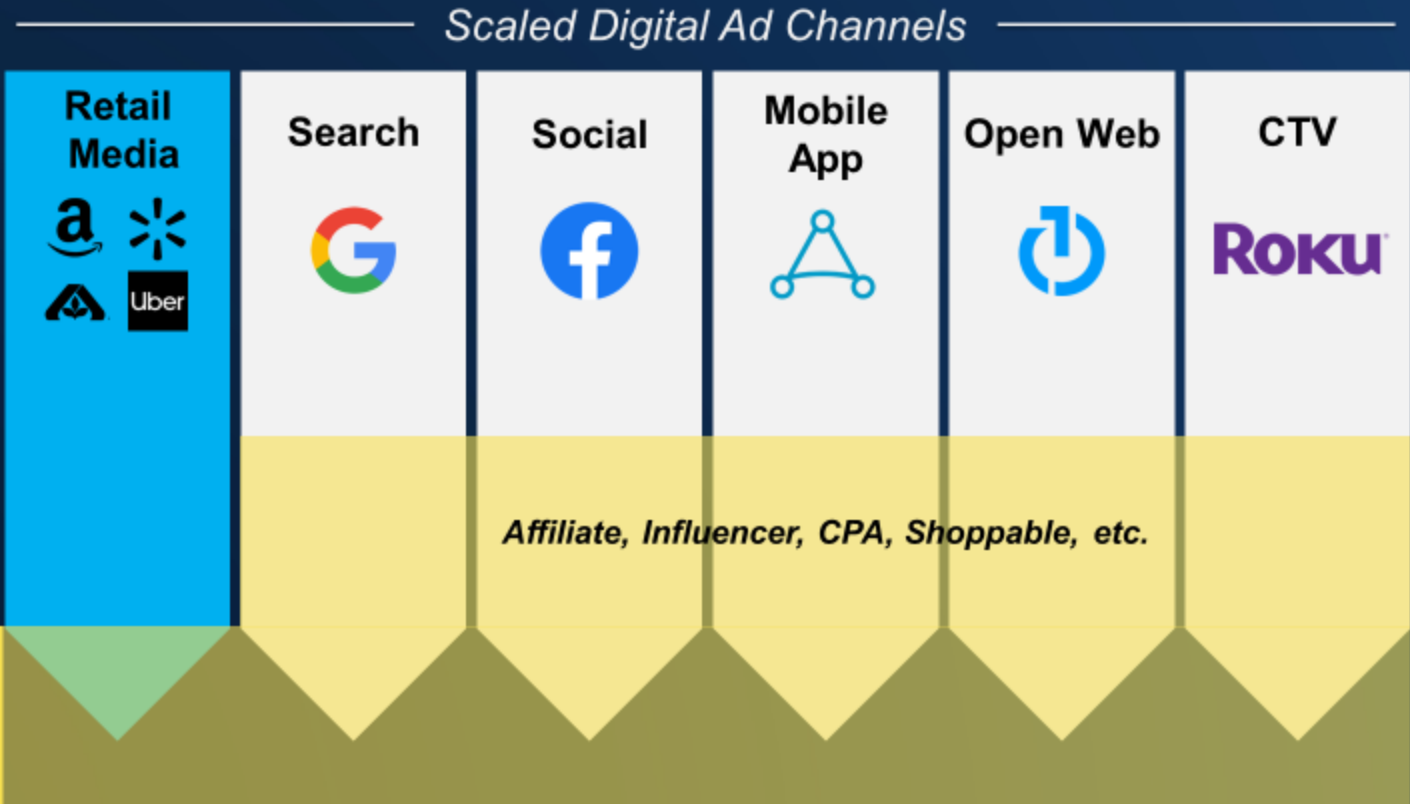 Scaled Digital Ad Channels
Retail
Media
Search
Social
Mobile
App
Open Web
CTV
a
Uber
G
f
ROKU
Affiliate, Influencer, CPA, Shoppable, etc.